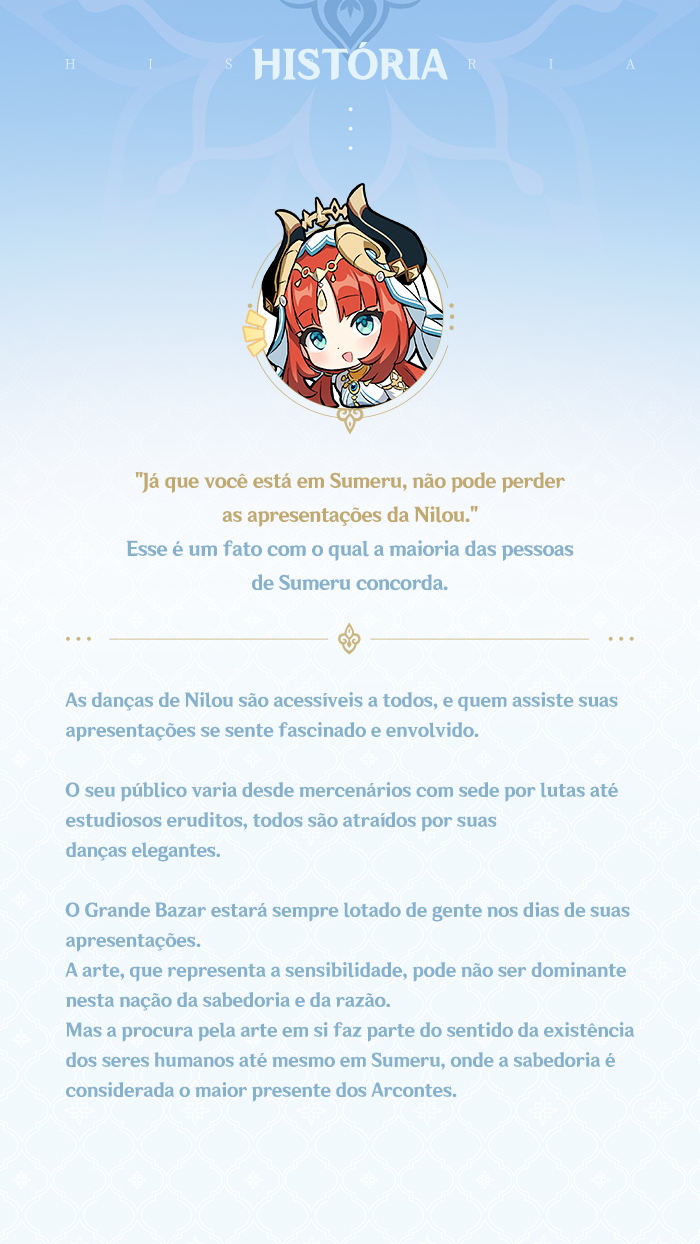 HISTÓRIA
"Já que você está em Sumeru, não pode perder
as apresentações da Nilou."
Esse é um fato com o qual a maioria das pessoas
de Sumeru concorda.
As danças de Nilou são acessíveis a todos, e quem assiste suas
apresentações se sente fascinado e envolvido.
O seu público varia desde mercenários com sede por lutas até
estudiosos eruditos, todos são atraídos por suas
danças elegantes.
O Grande Bazar estará sempre lotado de gente nos dias de suas
apresentações.
A arte, que representa a sensibilidade, pode não ser dominante
nesta nação da sabedoria e da razão.
Mas a procura pela arte em si faz parte do sentido da existência
dos seres humanos até mesmo em Sumeru, onde a sabedoria é
considerada o maior presente dos Arcontes.